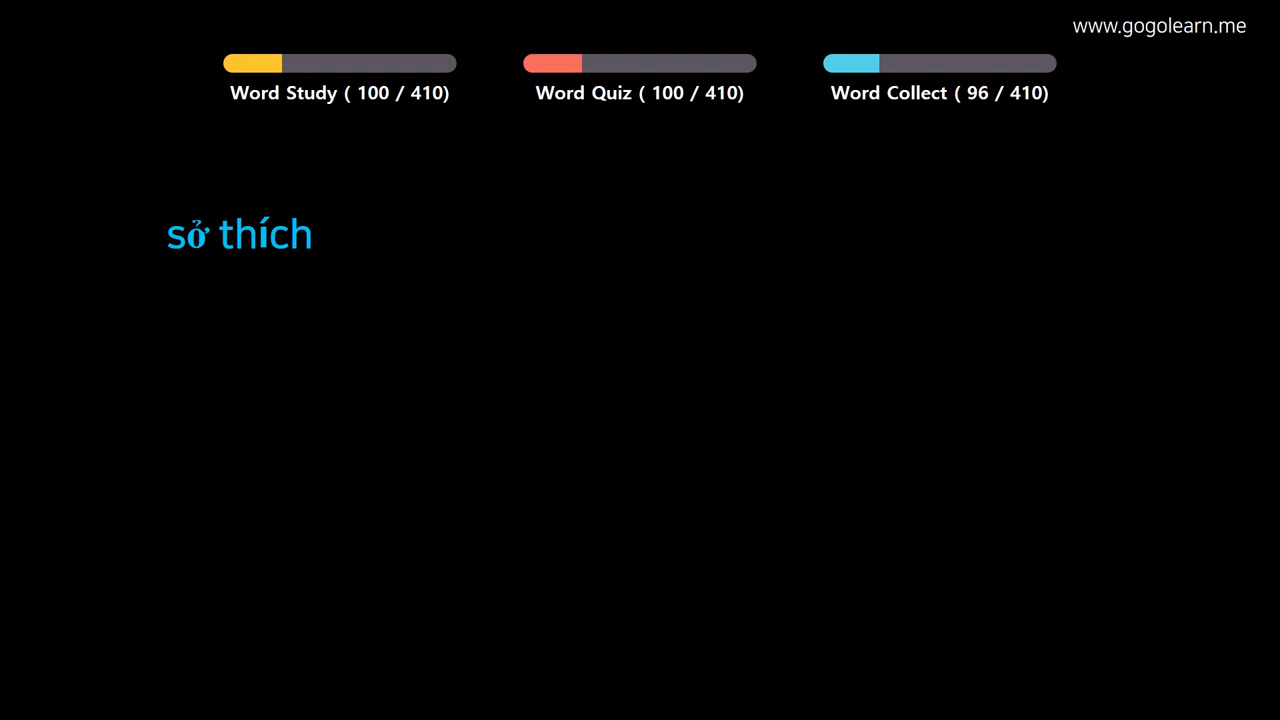 www.gogolearn.me
Word Study ( 100 / 410)
Word Quiz ( 100 / 410)
Word Collect ( 96 / 410)
sở thích